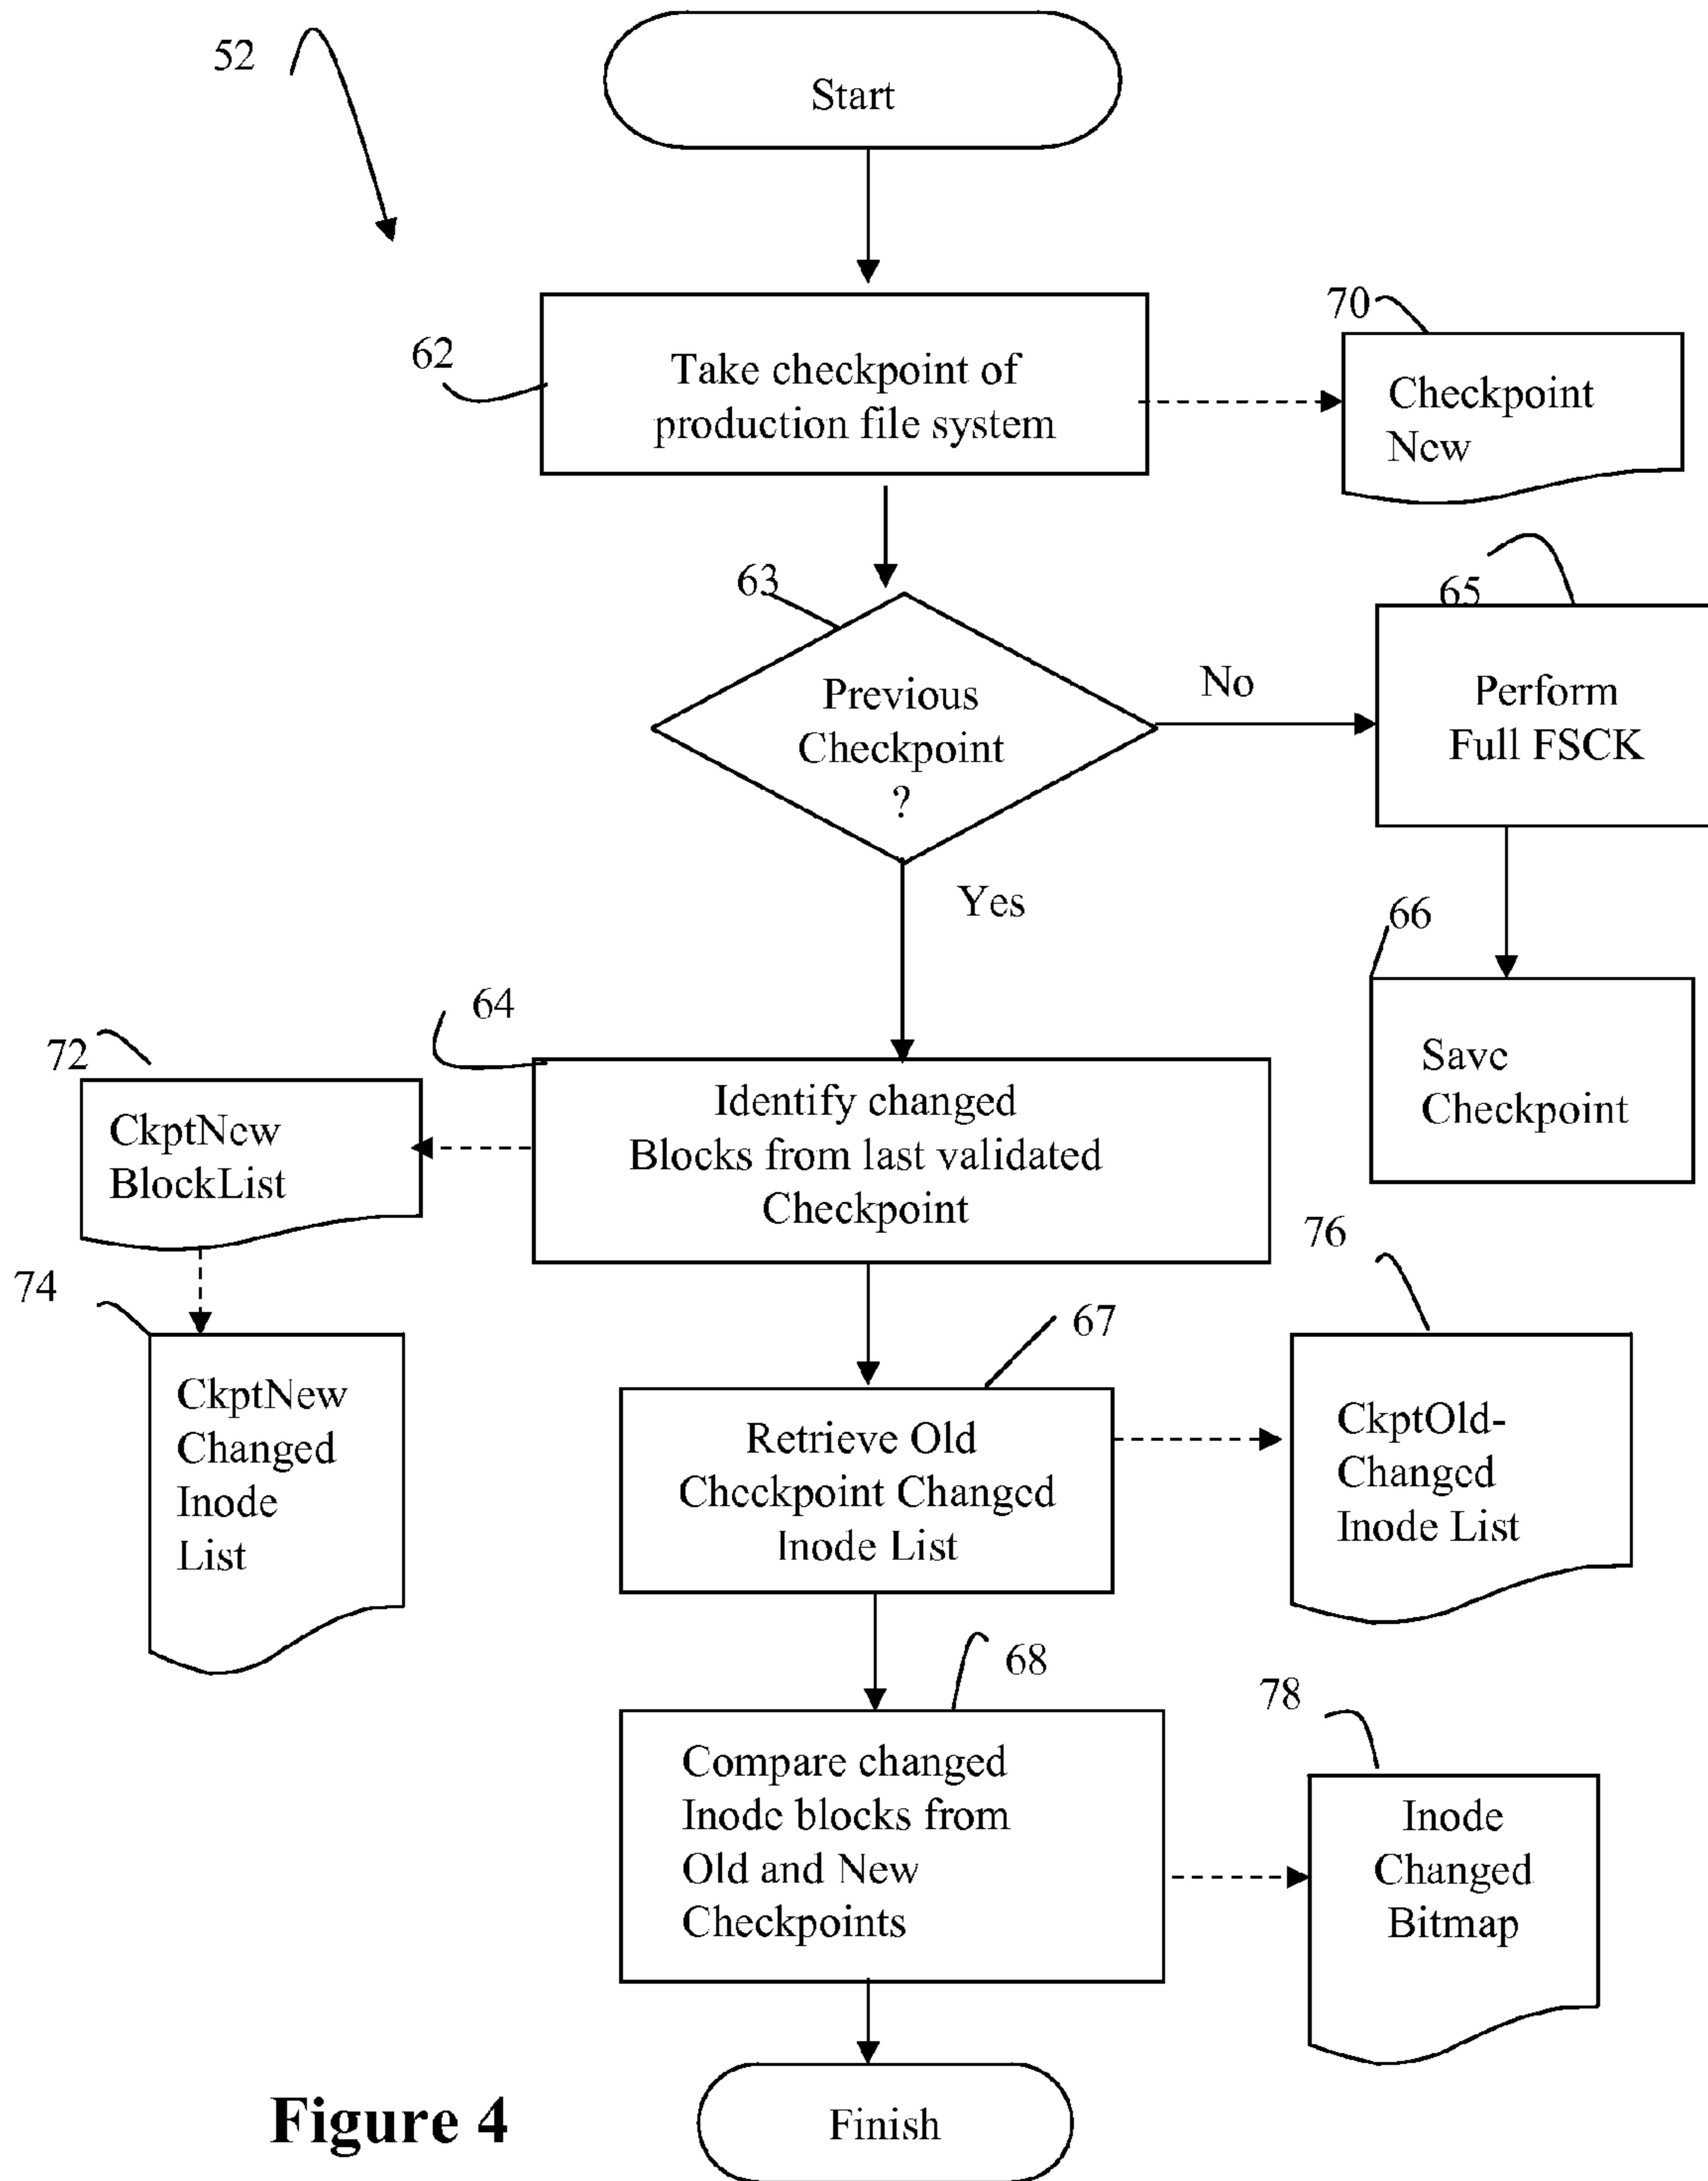 52
Start
62
Take checkpoint of
production file system
70
Checkpoint
New
63
Previous
Checkpoint
?
No
65
Perform
Full FSCK
Yes
66
Save
Checkpoint
64
Identify changed
Blocks from last validated
Checkpoint
72
CkptNew
BlockList
74
CkptNew
Changed
Inode
List
67
Retrieve Old
Checkpoint Changed
Inode List
76
CkptOld-
Changed
Inode List
68
Compare changed
Inode blocks from
Old and New
Checkpoints
78
Inode
Changed
Bitmap
Finish
Figure 4